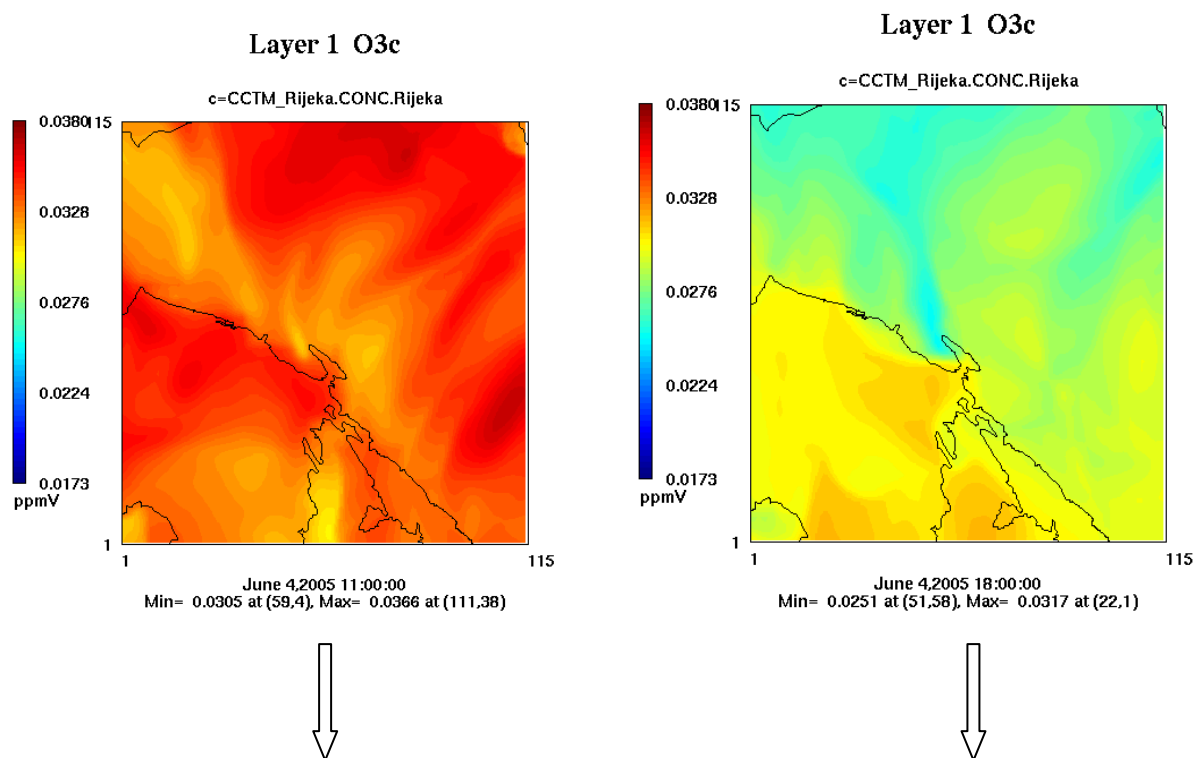 Layer 1 O3c
c=CCTM_Rijeka.CONC.Rijeka
0.0380
115
0.0328
0.0276
0.0224
0.0173
ppmV
1
1
115
June 4,2005 11:00:00
Min= 0.0305 at (59,4), Max= 0.0366 at (111,38)
Layer 1 O3c
c=CCTM_Rijeka.CONC.Rijeka
0.0380
115
0.0328
0.0276
0.0224
0.0173
ppmV
1
1
115
June 4,2005 18:00:00
Min= 0.0251 at (51,58), Max= 0.0317 at (22,1)